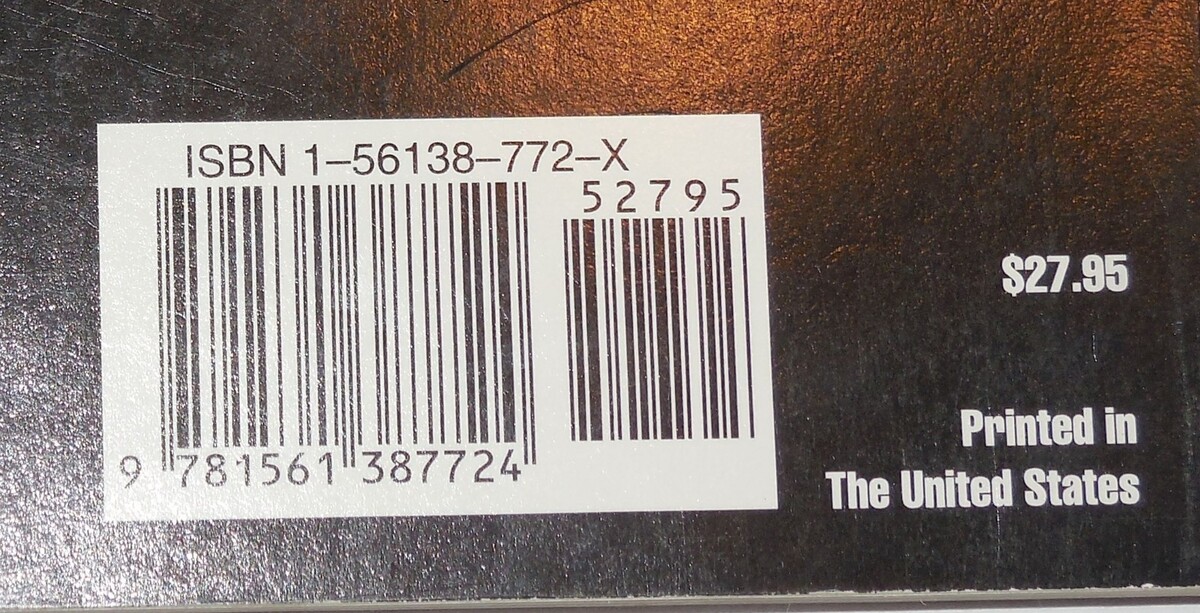 ISBN 1–56138–772–X
52795
9 781561 387724
$27.95
Printed in
The United States